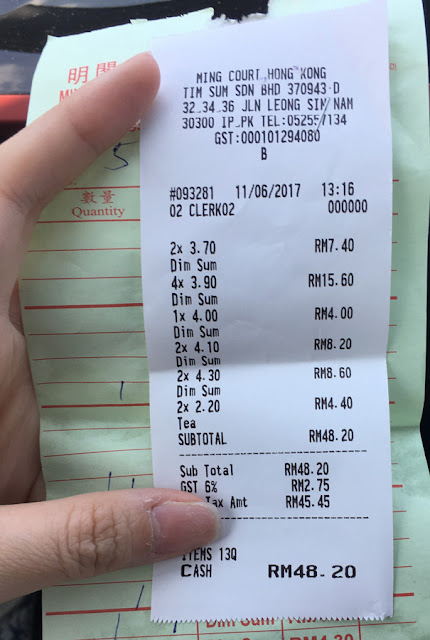 明
數量
Quantity
5
MING COURT HONG KONG
TIM SUM SDN BHD 370943-D
32.34.36 JLN LEONG SIN NAM
30300 IP.PK TEL:052557134
GST:000101294080
B
#093281 11/06/2017 13:16
02 CLERK02 000000
2x 3.70 RM7.40
Dim Sum
4x 3.90 RM15.60
Dim Sum
1x 4.00 RM4.00
Dim Sum
2x 4.10 RM8.20
Dim Sum
2x 4.30 RM8.60
Dim Sum
2x 2.20 RM4.40
Tea
SUBTOTAL RM48.20
Sub Total RM48.20
GST 6% RM2.75
Tax Amt RM45.45
ITEMS 13Q
CASH RM48.20
Dim Sum